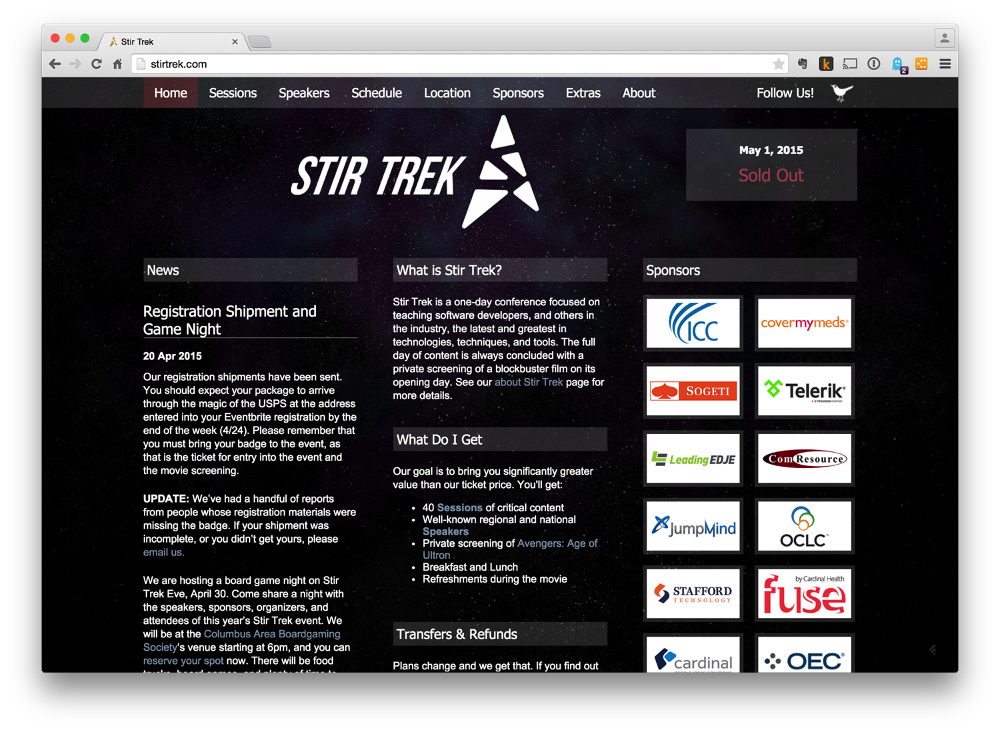 Stir Trek
stirtrek.com
2
Home Sessions Speakers Schedule Location Sponsors Extras About Follow Us!
STIR TREK
May 1, 2015
Sold Out
News
Registration Shipment and
Game Night
20 Apr 2015
Our registration shipments have been sent.
You should expect your package to arrive
through the magic of the USPS at the address
entered into your Eventbrite registration by the
end of the week (4/24). Please remember that
you must bring your badge to the event, as
that is the ticket for entry into the event and
the movie screening.
UPDATE: We've had a handful of reports
from people whose registration materials were
missing the badge. If your shipment was
incomplete, or you didn't get yours, please
email us.
We are hosting a board game night on Stir
Trek Eve, April 30. Come share a night with
the speakers, sponsors, organizers, and
attendees of this year's Stir Trek event. We
will be at the Columbus Area Boardgaming
Society's venue starting at 6pm, and you can
reserve your spot now. There will be food
What is Stir Trek?
Stir Trek is a one-day conference focused on
teaching software developers, and others in
the industry, the latest and greatest in
technologies, techniques, and tools. The full
day of content is always concluded with a
private screening of a blockbuster film on its
opening day. See our about Stir Trek page for
more details.
What Do I Get
Our goal is to bring you significantly greater
value than our ticket price. You'll get:
• 40 Sessions of critical content
• Well-known regional and national
Speakers
• Private screening of Avengers: Age of
Ultron
• Breakfast and Lunch
• Refreshments during the movie
Transfers & Refunds
Plans change and we get that. If you find out
Sponsors
ICC
covermymeds®
SOGETI
Telerik®
A PROGRESS COMPANY
Leading EDJE
ComResource
JumpMind
OCLC™
STAFFORD
TECHNOLOGY
by Cardinal Health
fuse
cardinal
OEC®